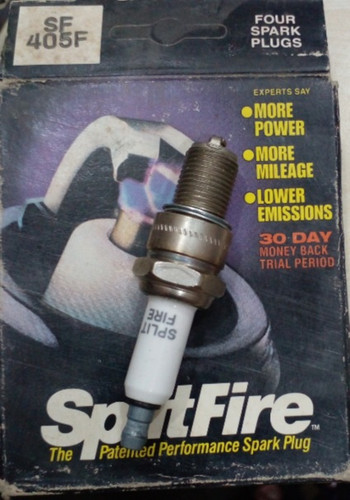 SF
405F
FOUR
SPARK
PLUGS
EXPERTS SAY
MORE
POWER
MORE
MILEAGE
LOWER
EMISSIONS
30-DAY
MONEY BACK
TRIAL PERIOD
SPLIT
FIRE
SplitFire™
The Patented Performance Spark Plug